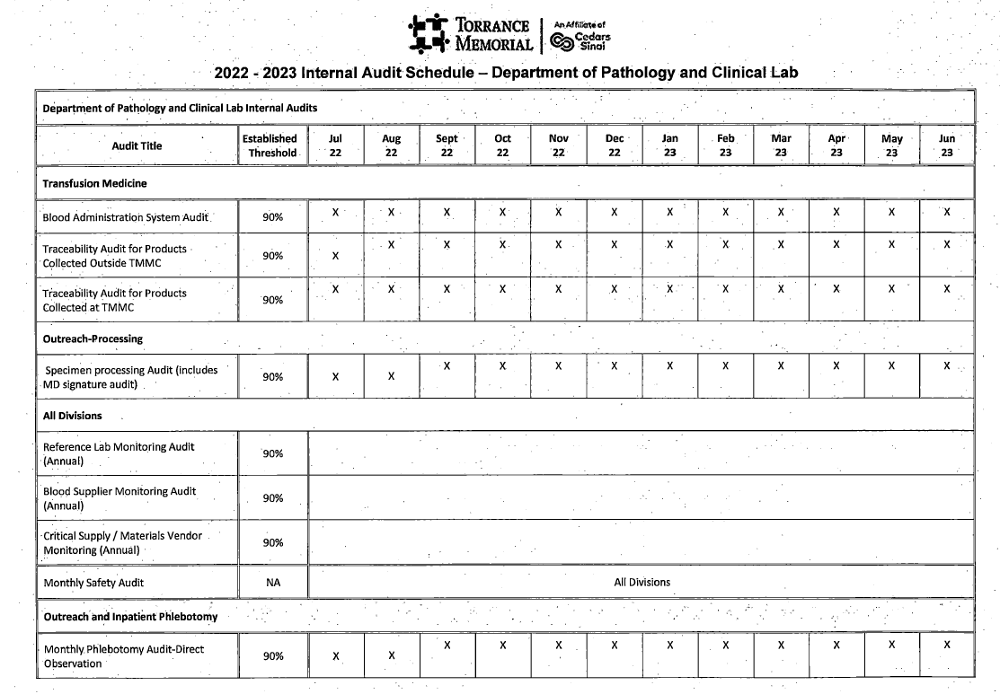 TORRANCE
MEMORIAL
An Affiliate of
Cedars
Sinai
2022 - 2023 Internal Audit Schedule – Department of Pathology and Clinical Lab
Department of Pathology and Clinical Lab Internal Audits
Audit Title Established Threshold Jul 22 Aug 22 Sept 22 Oct 22 Nov 22 Dec 22 Jan 23 Feb 23 Mar 23 Apr 23 May 23 Jun 23
Transfusion Medicine
Blood Administration System Audit 90% X X X X X X X X X X X X
Traceability Audit for Products
Collected Outside TMMC 90% X X X X X X X X X X X X
Traceability Audit for Products
Collected at TMMC 90% X X X X X X X X X X X X
Outreach-Processing
Specimen processing Audit (includes
MD signature audit) 90% X X X X X X X X X X X X
All Divisions
Reference Lab Monitoring Audit
(Annual) 90%
Blood Supplier Monitoring Audit
(Annual) 90%
Critical Supply / Materials Vendor
Monitoring (Annual) 90%
Monthly Safety Audit NA All Divisions
Outreach and Inpatient Phlebotomy
Monthly Phlebotomy Audit-Direct
Observation 90% X X X X X X X X X X X X